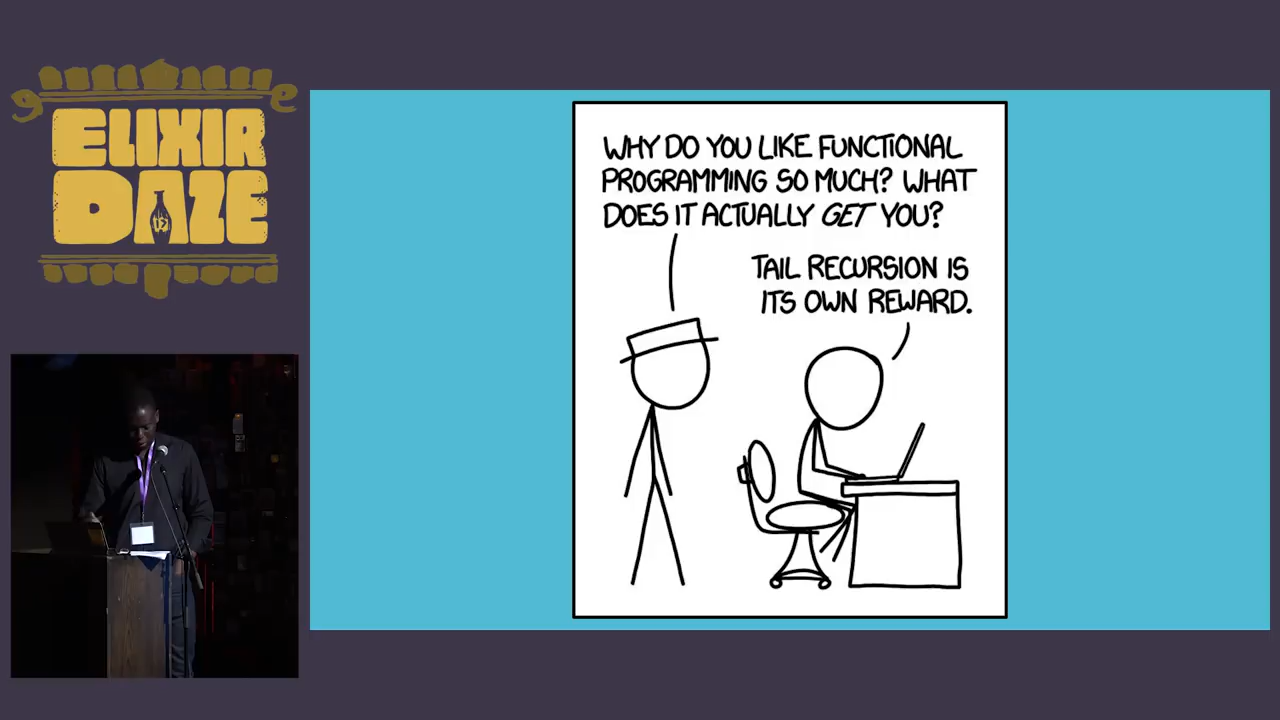 ELIXIR
DAZE
WHY DO YOU LIKE FUNCTIONAL
PROGRAMMING SO MUCH? WHAT
DOES IT ACTUALLY GET YOU?
TAIL RECURSION IS
ITS OWN REWARD.